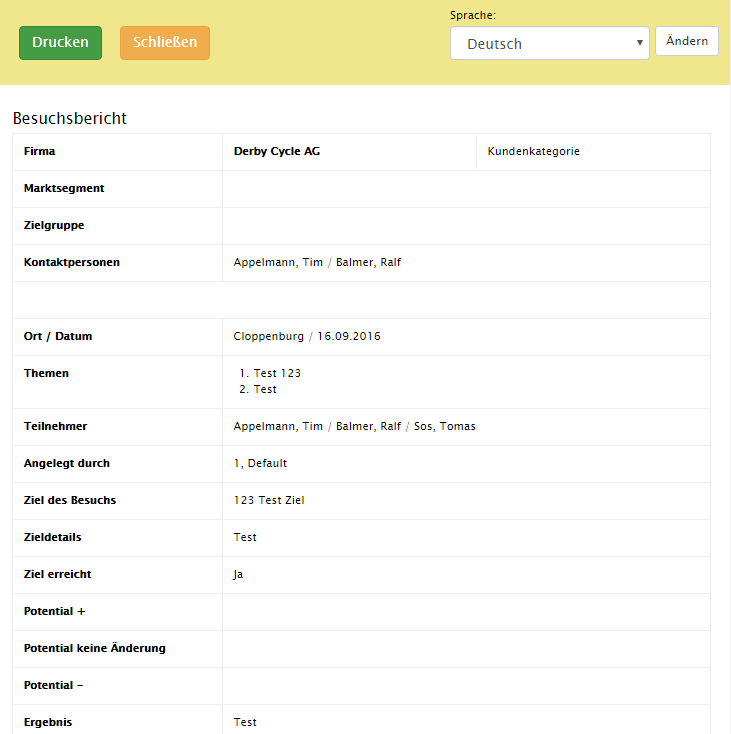 Sprache:
Drucken Schließen Deutsch Ändern
Besuchsbericht
Firma Derby Cycle AG Kundenkategorie
Marktsegment
Zielgruppe
Kontaktpersonen Appelmann, Tim / Balmer, Ralf
Ort / Datum Cloppenburg / 16.09.2016
Themen 1. Test 123
2. Test
Teilnehmer Appelmann, Tim / Balmer, Ralf / Sos, Tomas
Angelegt durch 1, Default
Ziel des Besuchs 123 Test Ziel
Zieldetails Test
Ziel erreicht Ja
Potential +
Potential keine Änderung
Potential -
Ergebnis Test